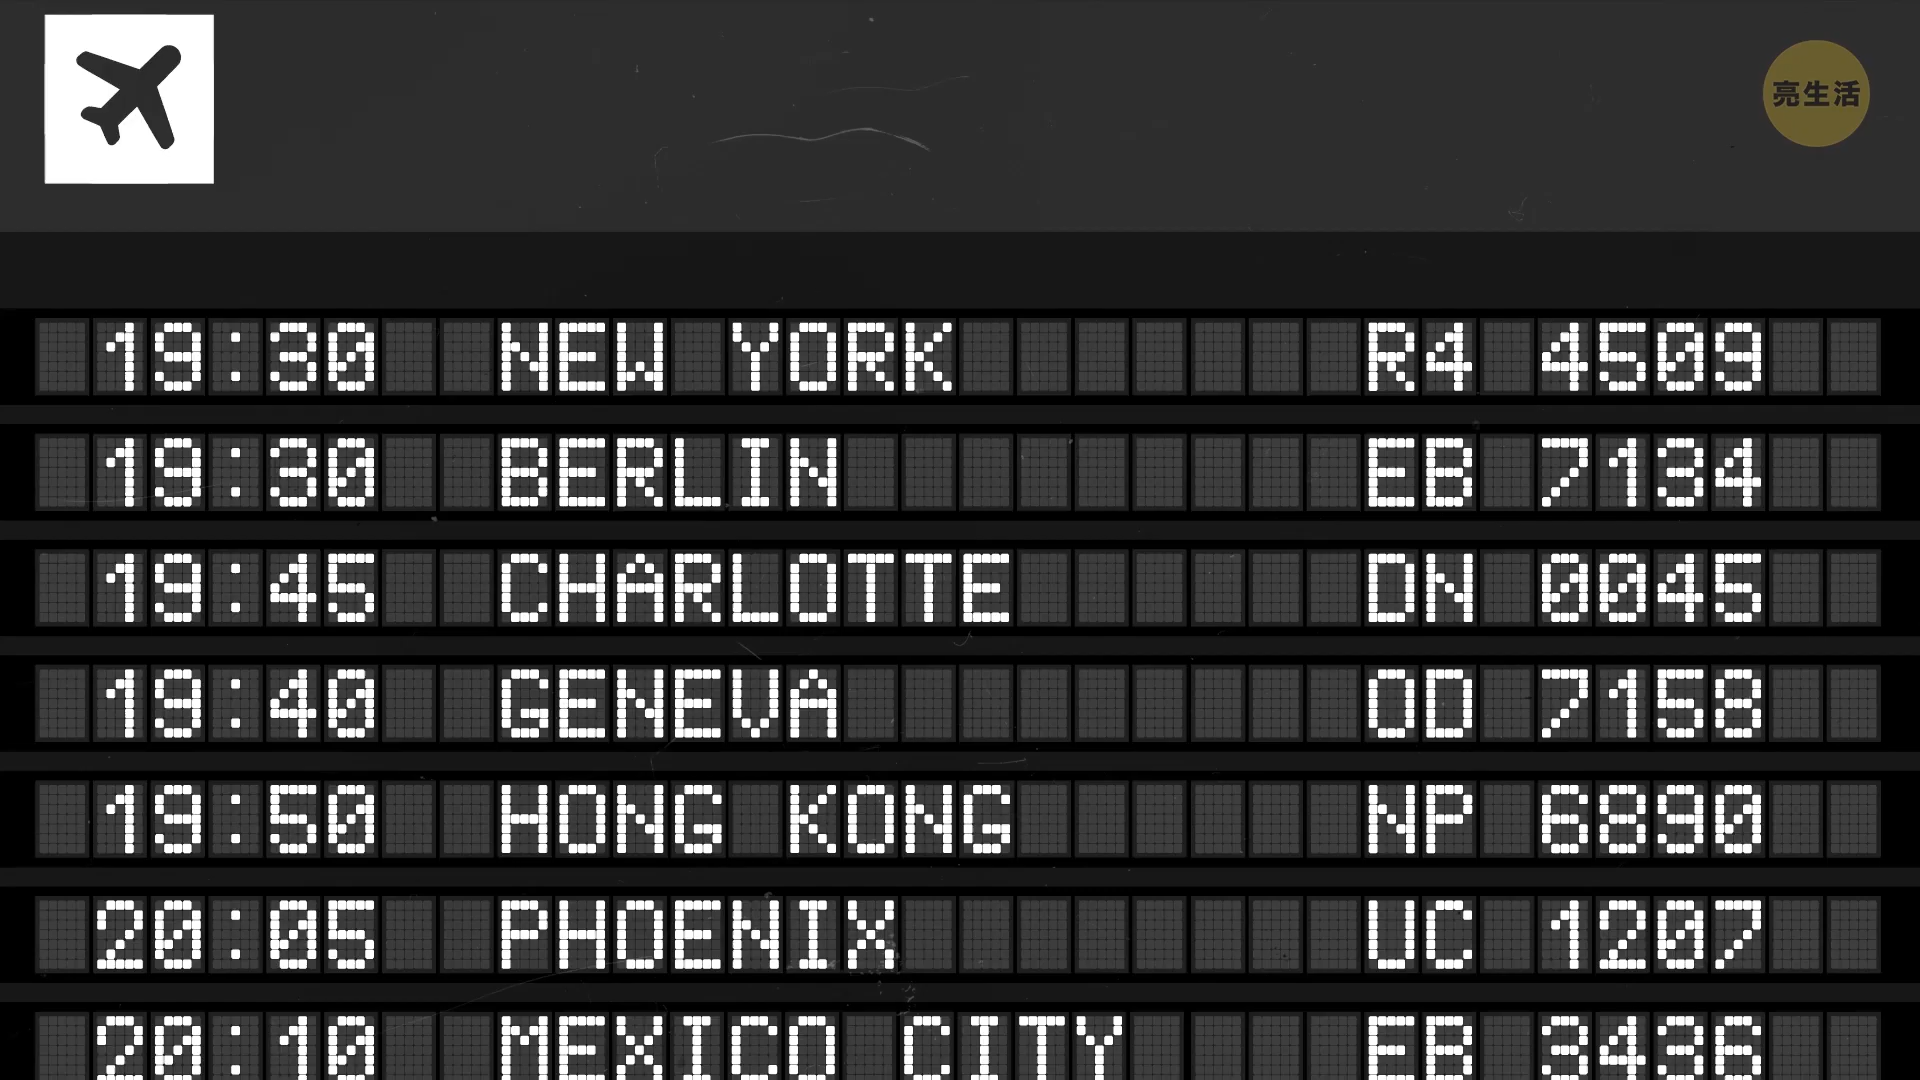 亮生活
19:30 NEW YORK R4 4509
19:30 BERLIN EB 7134
19:45 CHARLOTTE DN 0045
19:40 GENEVA OD 7158
19:50 HONG KONG NP 6890
20:05 PHOENIX UC 1207
20:10 MEXICO CITY EB 3436